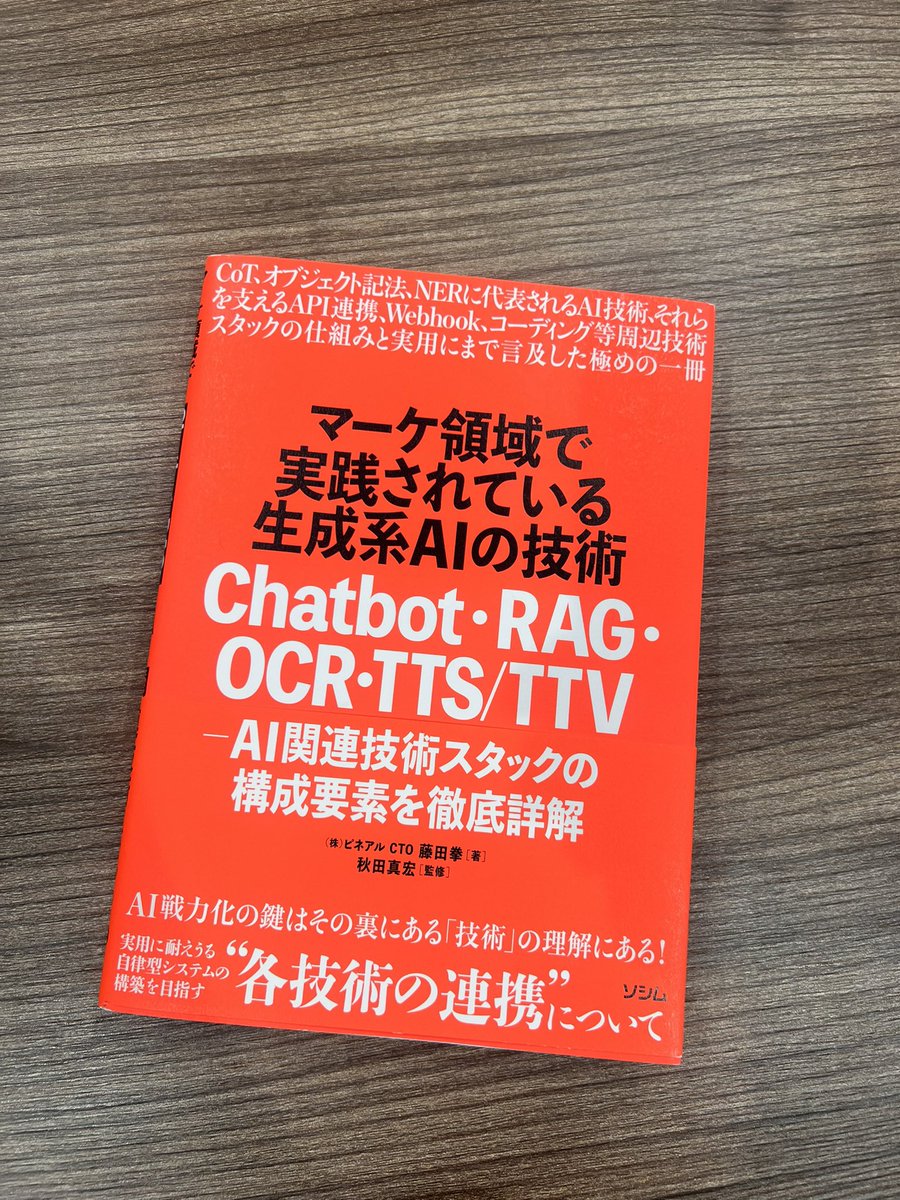 CoT、オブジェクト記法、NERに代表されるAI技術、それら
を支えるAPI連携、Webhook、コーディング等周辺技術
スタックの仕組みと実用にまで言及した極めの一冊
マーケ領域で
実践されている
生成系AIの技術
Chatbot・RAG・
OCR・TTS/TTV
—AI関連技術スタックの
構成要素を徹底詳解
(株)ピネアル CTO 藤田拳[著]
秋田真宏[監修]
AI戦力化の鍵はその裏にある「技術」の理解にある!
実用に耐えうる
自律型システムの
構築を目指す
“各技術の連携”について
ソシム